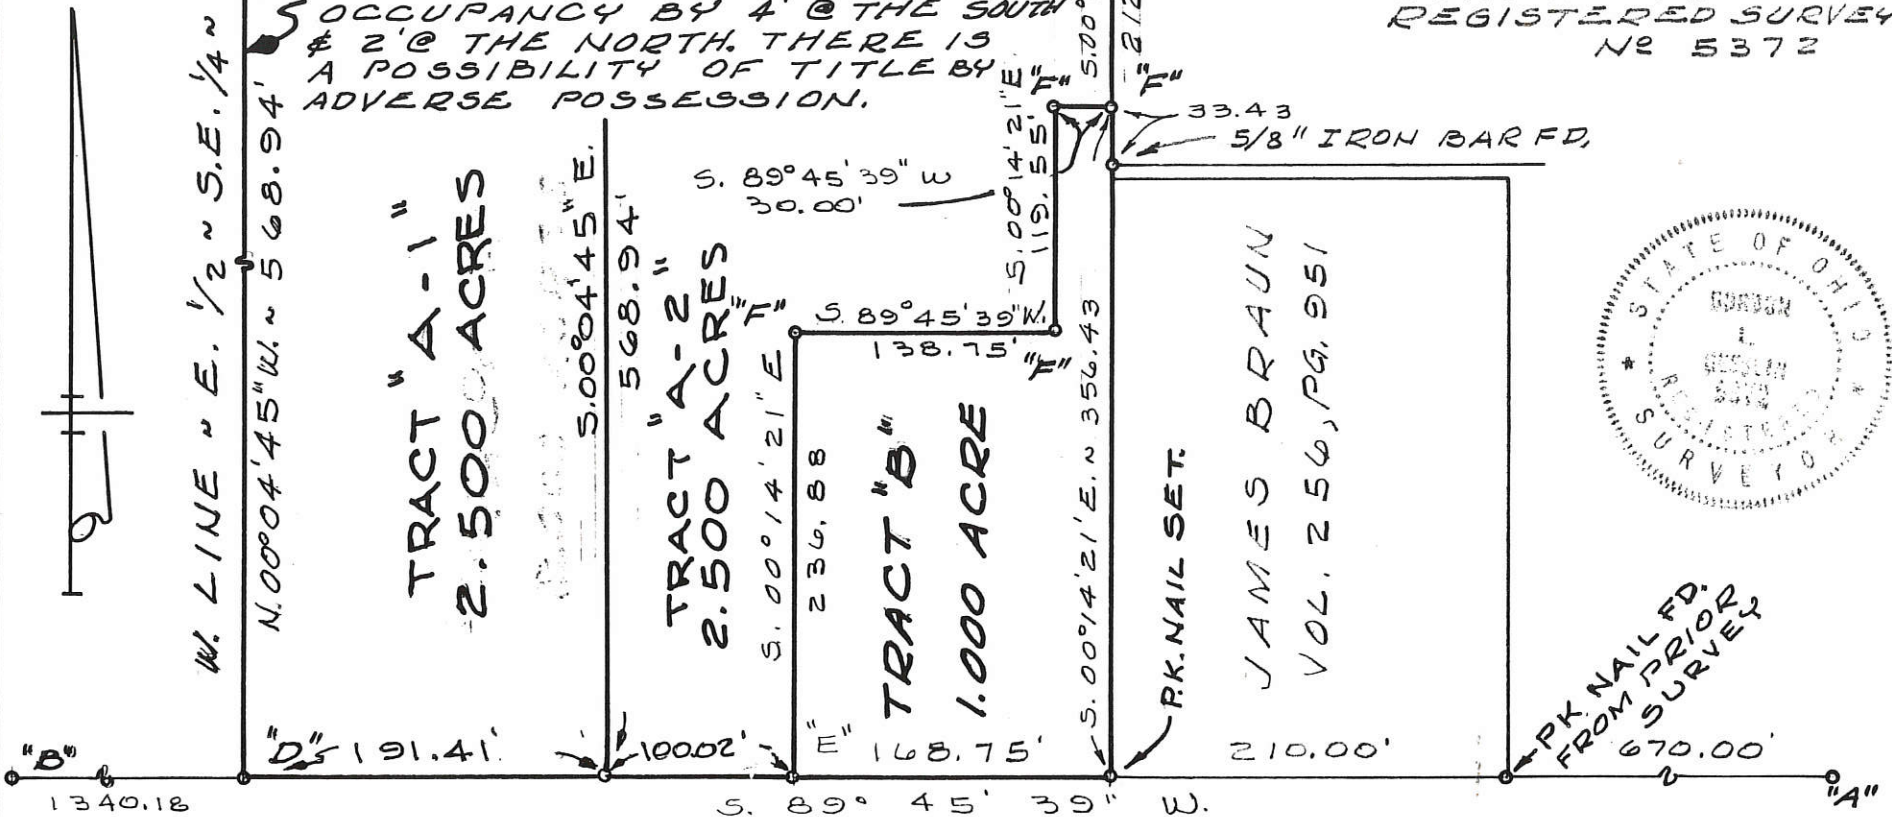 OCCUPANCY BY 4' @ THE SOUTH
& 2' @ THE NORTH. THERE IS
A POSSIBILITY OF TITLE BY
ADVERSE POSSESSION.
REGISTERED SURVEY
Nº 5372
W. LINE ~ E. 1/2 ~ S.E. 1/4 ~
N.00°04'45"W. ~ 568.94'
TRACT "A-1"
2.500 ACRES
S.00°04'45"E.
568.94'
TRACT "A-2"
2.500 ACRES
S. 89°45'39" W
30.00'
S.00°14'21"E
119.55'
"F"
5.00°
212
"F"
33.43
5/8" IRON BAR FD.
"F"
S. 89°45'39"W.
138.75'
"F"
S. 00°14'21" E
236.88
TRACT "B"
1.000 ACRE
S.00°14'21'E. ~ 356.43
P.K. NAIL SET.
JAMES BRAUN
VOL. 256, PG. 951
STATE OF OHIO
REGISTERED
SURVEYOR
P.K. NAIL FD.
FROM PRIOR
SURVEY
"B"
"D"
191.41'
100.02'
"E"
168.75'
210.00'
670.00'
"A"
1340.18
S. 89° 45' 39" W.